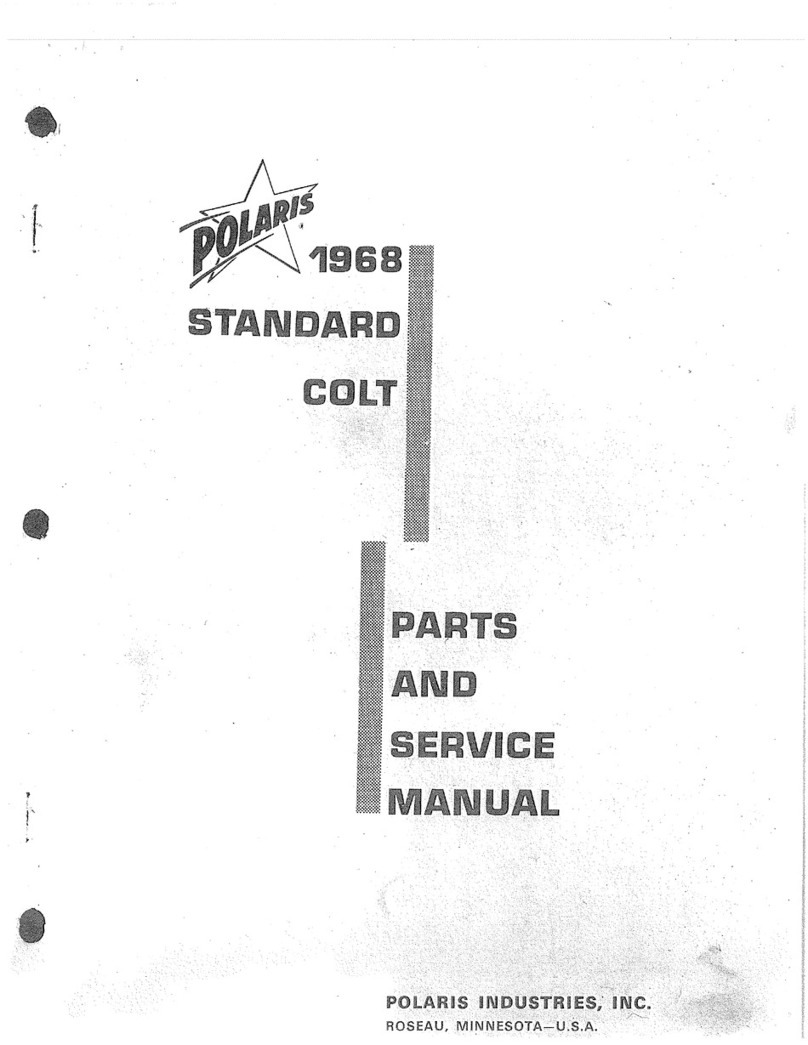 POLARIS
1968
STANDARD
COLT
PARTS
AND
SERVICE
MANUAL
POLARIS INDUSTRIES, INC.
ROSEAU, MINNESOTA—U.S.A.